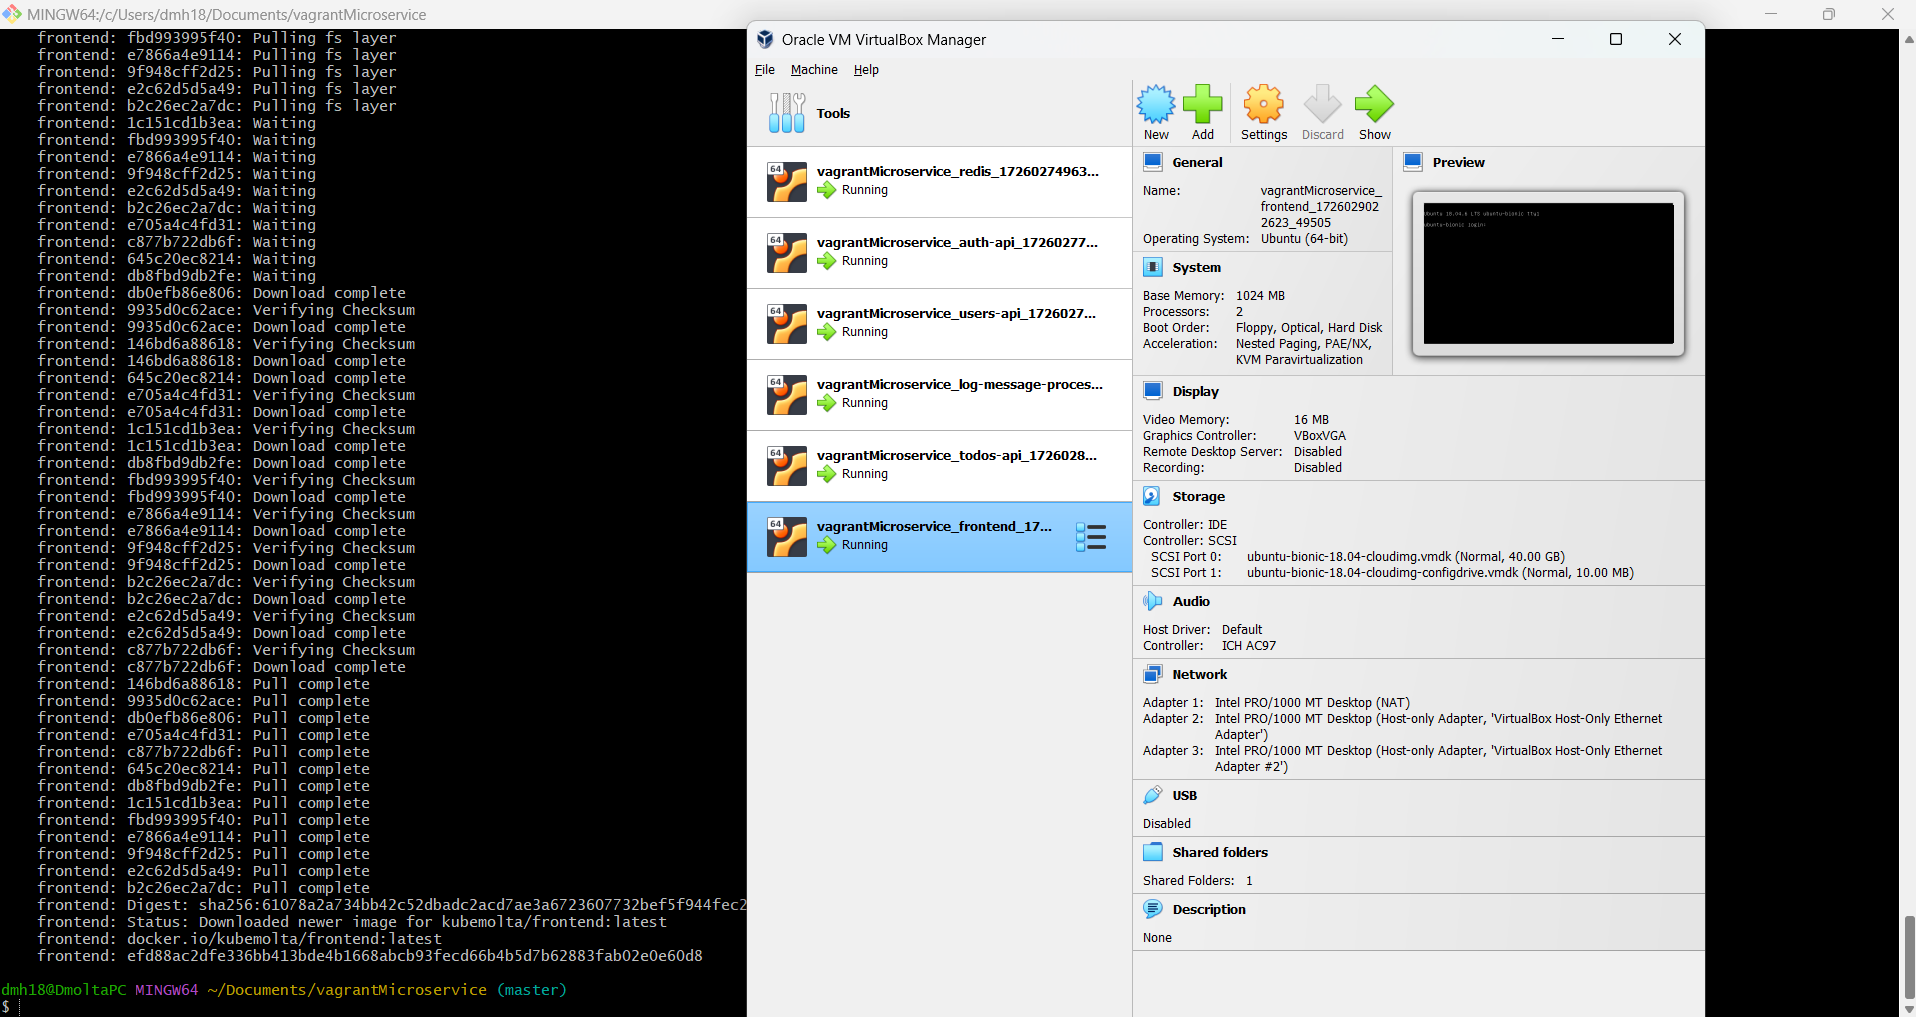 MINGW64:/c/Users/dmh18/Documents/vagrantMicroservice
frontend: fbd993995f40: Pulling fs layer
frontend: e7866a4e9114: Pulling fs layer
frontend: 9f948cff2d25: Pulling fs layer
frontend: e2c62d5d5a49: Pulling fs layer
frontend: b2c26ec2a7dc: Pulling fs layer
frontend: 1c151cd1b3ea: Waiting
frontend: fbd993995f40: Waiting
frontend: e7866a4e9114: Waiting
frontend: 9f948cff2d25: Waiting
frontend: e2c62d5d5a49: Waiting
frontend: b2c26ec2a7dc: Waiting
frontend: e705a4c4fd31: Waiting
frontend: c877b722db6f: Waiting
frontend: 645c20ec8214: Waiting
frontend: db8fbd9db2fe: Waiting
frontend: db0efb86e806: Download complete
frontend: 9935d0c62ace: Verifying Checksum
frontend: 9935d0c62ace: Download complete
frontend: 146bd6a88618: Verifying Checksum
frontend: 146bd6a88618: Download complete
frontend: 645c20ec8214: Download complete
frontend: e705a4c4fd31: Verifying Checksum
frontend: e705a4c4fd31: Download complete
frontend: 1c151cd1b3ea: Verifying Checksum
frontend: 1c151cd1b3ea: Download complete
frontend: db8fbd9db2fe: Download complete
frontend: fbd993995f40: Verifying Checksum
frontend: fbd993995f40: Download complete
frontend: e7866a4e9114: Verifying Checksum
frontend: e7866a4e9114: Download complete
frontend: 9f948cff2d25: Verifying Checksum
frontend: 9f948cff2d25: Download complete
frontend: b2c26ec2a7dc: Verifying Checksum
frontend: b2c26ec2a7dc: Download complete
frontend: e2c62d5d5a49: Verifying Checksum
frontend: e2c62d5d5a49: Download complete
frontend: c877b722db6f: Verifying Checksum
frontend: c877b722db6f: Download complete
frontend: 146bd6a88618: Pull complete
frontend: 9935d0c62ace: Pull complete
frontend: db0efb86e806: Pull complete
frontend: e705a4c4fd31: Pull complete
frontend: c877b722db6f: Pull complete
frontend: 645c20ec8214: Pull complete
frontend: db8fbd9db2fe: Pull complete
frontend: 1c151cd1b3ea: Pull complete
frontend: fbd993995f40: Pull complete
frontend: e7866a4e9114: Pull complete
frontend: 9f948cff2d25: Pull complete
frontend: e2c62d5d5a49: Pull complete
frontend: b2c26ec2a7dc: Pull complete
frontend: Digest: sha256:61078a2a734bb42c52dbadc2acd7ae3a6723607732bef5f944fec2
frontend: Status: Downloaded newer image for kubemolta/frontend:latest
frontend: docker.io/kubemolta/frontend:latest
frontend: efd88ac2dfe336bb413bde4b1668abcb93fecd66b4b5d7b62883fab02e0e60d8
dmh18@DmoltaPC MINGW64 ~/Documents/vagrantMicroservice (master)
$
Oracle VM VirtualBox Manager
File Machine Help
Tools
New Add Settings Discard Show
64 vagrantMicroservice_redis_17260274963...
Running
64 vagrantMicroservice_auth-api_17260277...
Running
64 vagrantMicroservice_users-api_1726027...
Running
64 vagrantMicroservice_log-message-proces...
Running
64 vagrantMicroservice_todos-api_1726028...
Running
64 vagrantMicroservice_frontend_17...
Running
General
Name: vagrantMicroservice_
frontend_172602902
2623_49505
Operating System: Ubuntu (64-bit)
System
Base Memory: 1024 MB
Processors: 2
Boot Order: Floppy, Optical, Hard Disk
Acceleration: Nested Paging, PAE/NX,
KVM Paravirtualization
Preview
Ubuntu 18.04.6 LTS ubuntu-bionic tty1
ubuntu-bionic login:
Display
Video Memory: 16 MB
Graphics Controller: VBoxVGA
Remote Desktop Server: Disabled
Recording: Disabled
Storage
Controller: IDE
Controller: SCSI
SCSI Port 0: ubuntu-bionic-18.04-cloudimg.vmdk (Normal, 40.00 GB)
SCSI Port 1: ubuntu-bionic-18.04-cloudimg-configdrive.vmdk (Normal, 10.00 MB)
Audio
Host Driver: Default
Controller: ICH AC97
Network
Adapter 1: Intel PRO/1000 MT Desktop (NAT)
Adapter 2: Intel PRO/1000 MT Desktop (Host-only Adapter, 'VirtualBox Host-Only Ethernet
Adapter')
Adapter 3: Intel PRO/1000 MT Desktop (Host-only Adapter, 'VirtualBox Host-Only Ethernet
Adapter #2')
USB
Disabled
Shared folders
Shared Folders: 1
Description
None